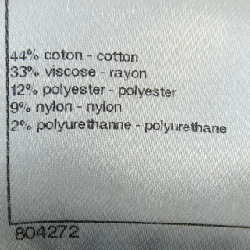 44% coton - cotton
33% viscose - rayon
12% polyester - polyester
9% nylon - nylon
2% polyurethanne - polyurethane
804272